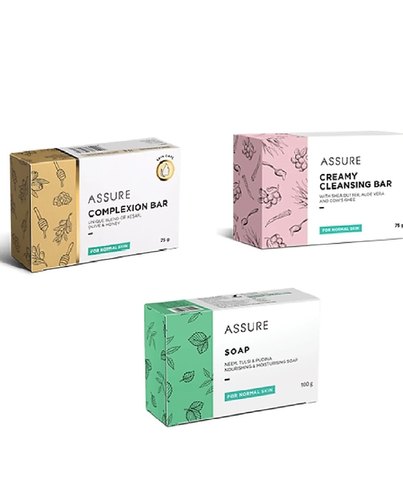 ASSURE
COMPLEXION BAR
UNIQUE BLEND OF KESAR,
OLIVE & HONEY
FOR NORMAL SKIN
75 g
ASSURE
CREAMY
CLEANSING BAR
WITH SHEA BUTTER, ALOE VERA
AND COW'S GHEE
FOR NORMAL SKIN
75 g
ASSURE
SOAP
NEEM, TULSI & PUDINA
NOURISHING & MOISTURISING SOAP
FOR NORMAL SKIN
100 g